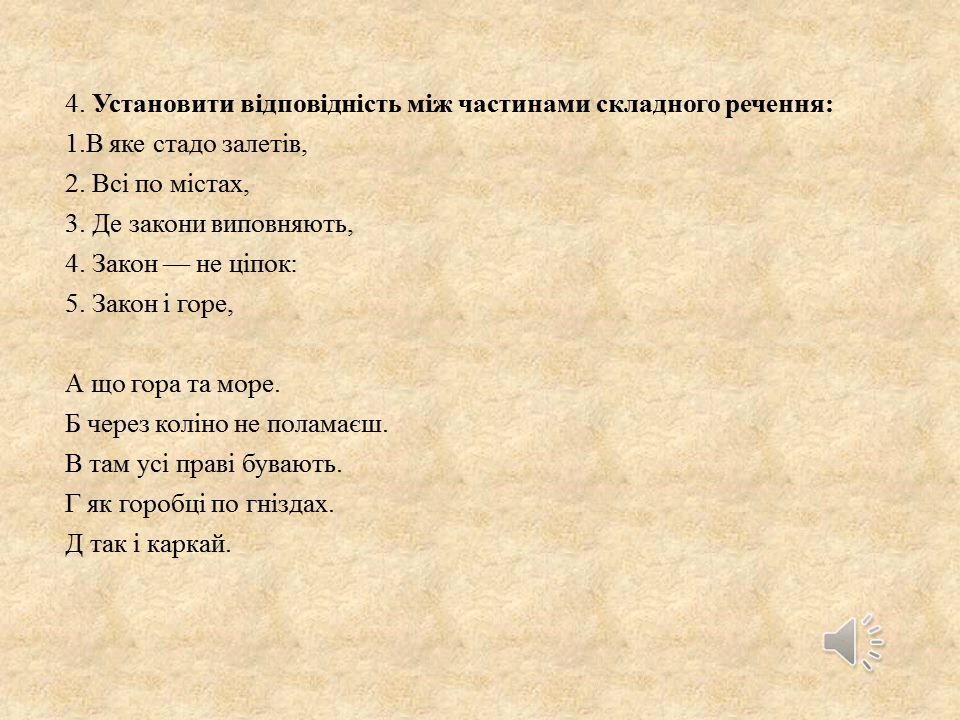 4. Установити відповідність між частинами складного речення:
1.В яке стадо залетів,
2. Всі по містах,
3. Де закони виповняють,
4. Закон — не ціпок:
5. Закон і горе,
А що гора та море.
Б через коліно не поламаєш.
В там усі праві бувають.
Г як горобці по гніздах.
Д так і каркай.